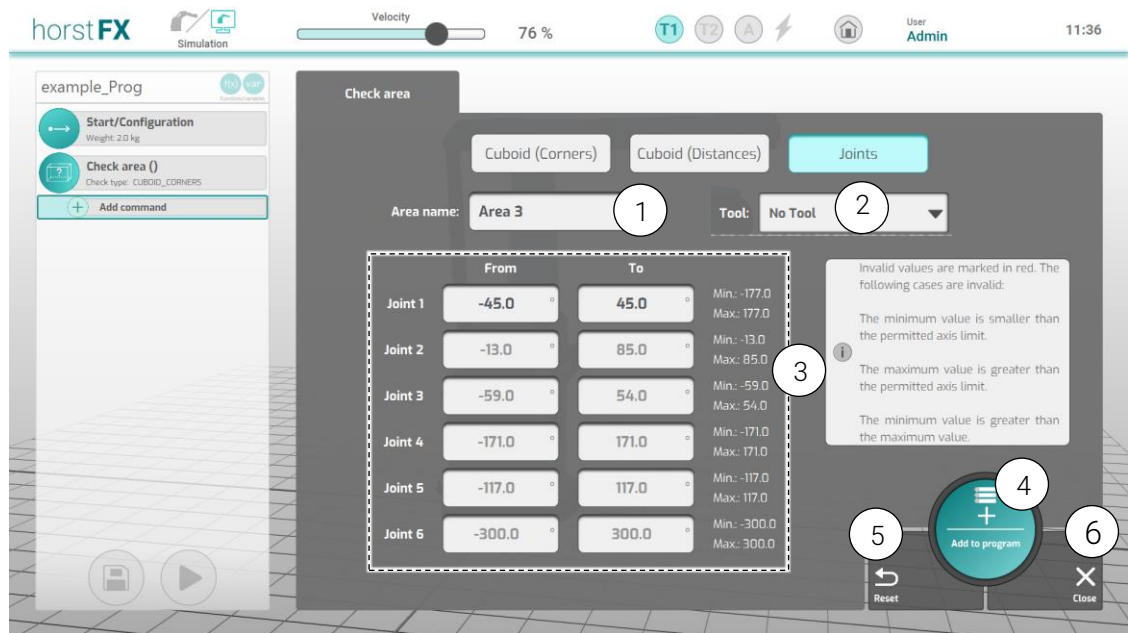 horstFX
Simulation
Velocity
76 %
T1
T2
A
User
Admin
11:36
example_Prog
f(x)
var
Start/Configuration
Weight: 2.0 kg
Check area ()
Check type: CUBOID_CORNERS
Add command
Check area
Cuboid (Corners)
Cuboid (Distances)
Joints
Area name:
Area 3
1
Tool:
No Tool
2
From
To
Joint 1
-45.0 °
45.0 °
Min.: -177.0
Max.: 177.0
Joint 2
-13.0 °
85.0 °
Min.: -13.0
Max.: 85.0
Joint 3
-59.0 °
54.0 °
Min.: -59.0
Max.: 54.0
Joint 4
-171.0 °
171.0 °
Min.: -171.0
Max.: 171.0
Joint 5
-117.0 °
117.0 °
Min.: -117.0
Max.: 117.0
Joint 6
-300.0 °
300.0 °
Min.: -300.0
Max.: 300.0
3
i
Invalid values are marked in red. The
following cases are invalid:
The minimum value is smaller than
the permitted axis limit.
The maximum value is greater than
the permitted axis limit.
The minimum value is greater than
the maximum value.
4
Add to program
5
Reset
6
Close